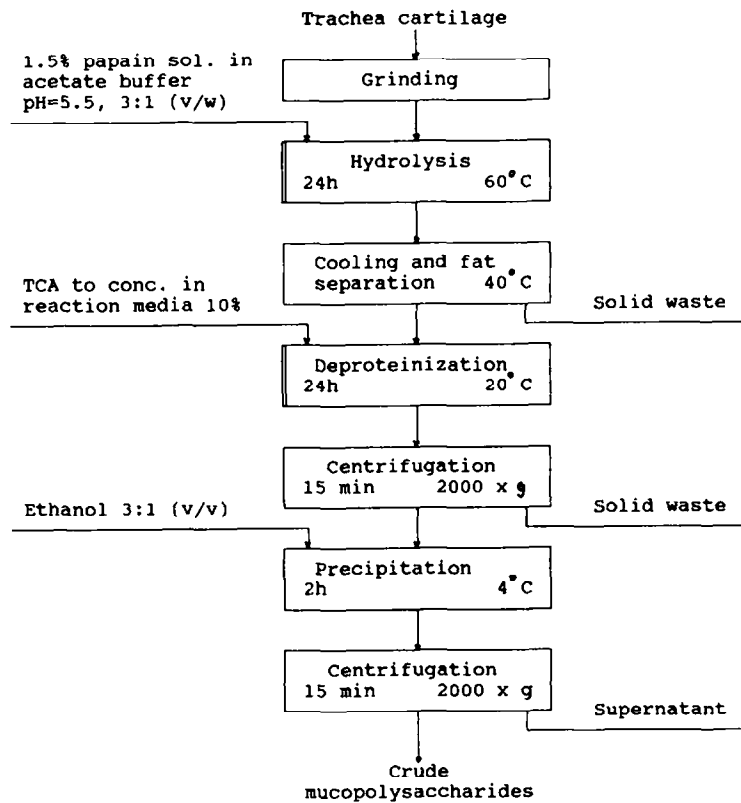 Trachea cartilage
1.5% papain sol. in
acetate buffer
pH=5.5, 3:1 (v/w)
Grinding
Hydrolysis
24h 60°C
Cooling and fat
separation 40°C
TCA to conc. in
reaction media 10%
Solid waste
Deproteinization
24h 20°C
Centrifugation
15 min 2000 x g
Ethanol 3:1 (v/v)
Solid waste
Precipitation
2h 4°C
Centrifugation
15 min 2000 x g
Supernatant
Crude
mucopolysaccharides